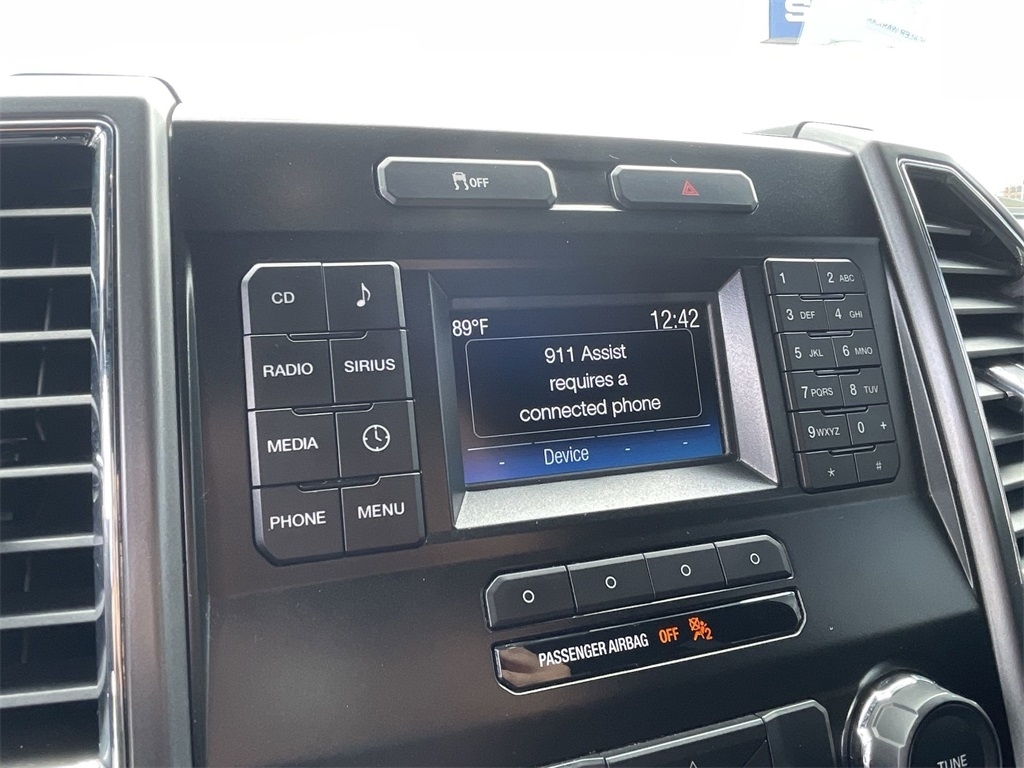 OFF
CD
RADIO SIRIUS
MEDIA
PHONE MENU
89°F 12:42
911 Assist
requires a
connected phone
- Device - -
1 2 ABC
3 DEF 4 GHI
5 JKL 6 MNO
7 PQRS 8 TUV
9 WXYZ 0 +
* #
PASSENGER AIRBAG OFF 2
TUNE